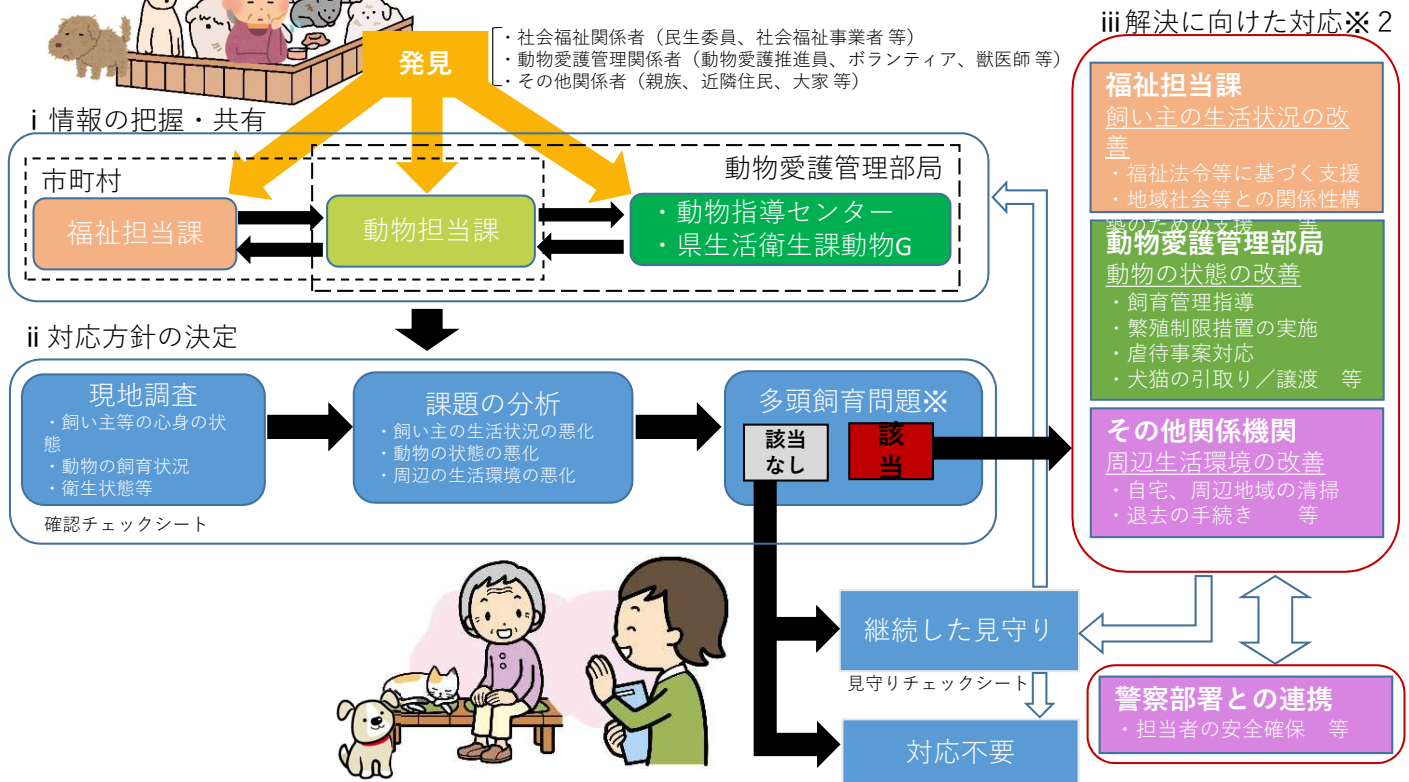 発見
・社会福祉関係者（民生委員、社会福祉事業者 等）
・動物愛護管理関係者（動物愛護推進員、ボランティア、獣医師 等）
・その他関係者（親族、近隣住民、大家 等）
ⅰ 情報の把握・共有
市町村
福祉担当課
動物担当課
動物愛護管理部局
・動物指導センター
・県生活衛生課動物G
ⅱ 対応方針の決定
現地調査
・飼い主等の心身の状
態
・動物の飼育状況
・衛生状態等
確認チェックシート
課題の分析
・飼い主の生活状況の悪化
・動物の状態の悪化
・周辺の生活環境の悪化
多頭飼育問題※
該当
なし
該
当
ⅲ 解決に向けた対応※２
福祉担当課
飼い主の生活状況の改
善
・福祉法令等に基づく支援
・地域社会等との関係性構
築のための支援　等
動物愛護管理部局
動物の状態の改善
・飼育管理指導
・繁殖制限措置の実施
・虐待事案対応
・犬猫の引取り／譲渡　等
その他関係機関
周辺生活環境の改善
・自宅、周辺地域の清掃
・退去の手続き　等
継続した見守り
見守りチェックシート
対応不要
警察部署との連携
・担当者の安全確保　等